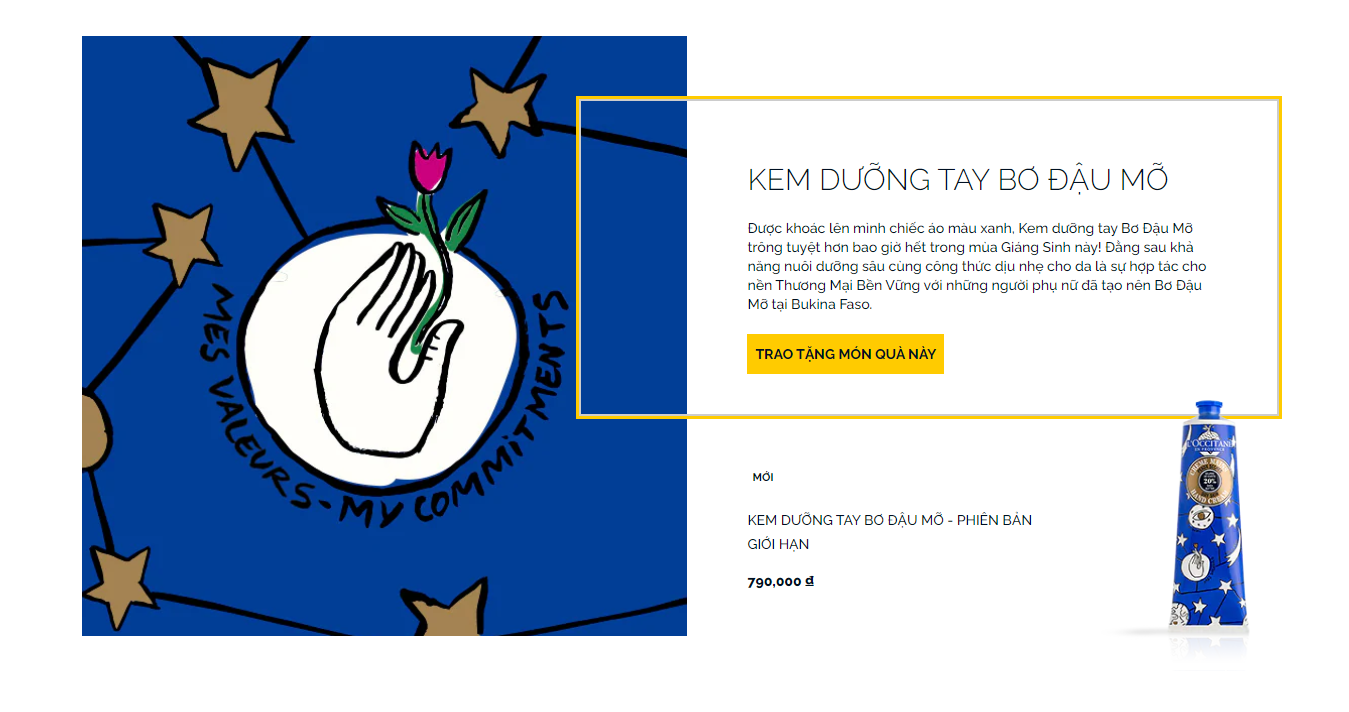 MES VALEURS - MY COMMITMENTS
KEM DƯỠNG TAY BƠ ĐẬU MỠ
Được khoác lên mình chiếc áo màu xanh, Kem dưỡng tay Bơ Đậu Mỡ
trông tuyệt hơn bao giờ hết trong mùa Giáng Sinh này! Đằng sau khả
năng nuôi dưỡng sâu cùng công thức dịu nhẹ cho da là sự hợp tác cho
nền Thương Mại Bền Vững với những người phụ nữ đã tạo nên Bơ Đậu
Mỡ tại Bukina Faso.
TRAO TẶNG MÓN QUÀ NÀY
L'OCCITANE
EN PROVENCE
20%
HAND CREAM
MỚI
KEM DƯỠNG TAY BƠ ĐẬU MỠ - PHIÊN BẢN
GIỚI HẠN
790,000 ₫